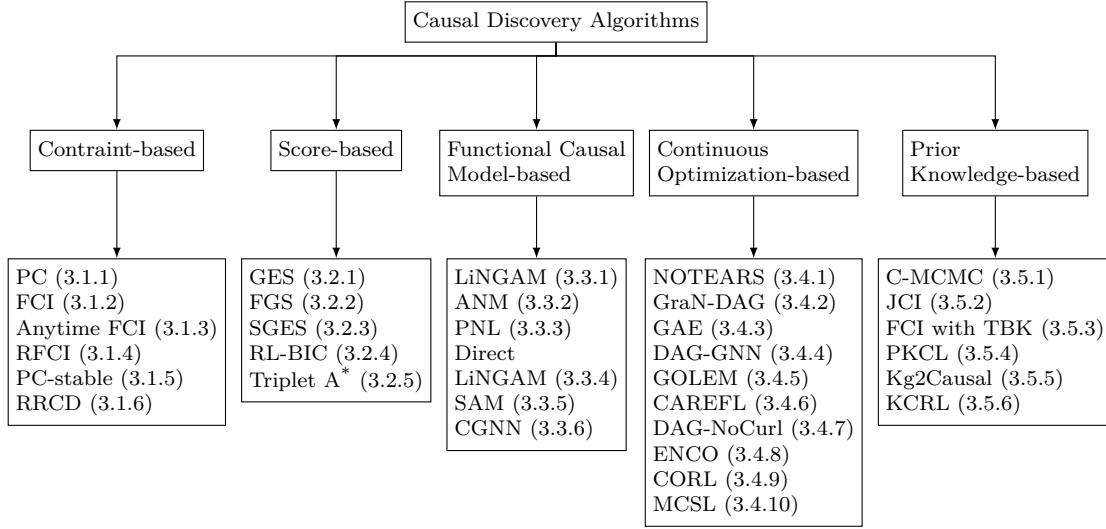 Causal Discovery Algorithms
Contraint-based
Score-based
Functional Causal
Model-based
Continuous
Optimization-based
Prior
Knowledge-based
PC (3.1.1)
FCI (3.1.2)
Anytime FCI (3.1.3)
RFCI (3.1.4)
PC-stable (3.1.5)
RRCD (3.1.6)
GES (3.2.1)
FGS (3.2.2)
SGES (3.2.3)
RL-BIC (3.2.4)
Triplet A* (3.2.5)
LiNGAM (3.3.1)
ANM (3.3.2)
PNL (3.3.3)
Direct
LiNGAM (3.3.4)
SAM (3.3.5)
CGNN (3.3.6)
NOTEARS (3.4.1)
GraN-DAG (3.4.2)
GAE (3.4.3)
DAG-GNN (3.4.4)
GOLEM (3.4.5)
CAREFL (3.4.6)
DAG-NoCurl (3.4.7)
ENCO (3.4.8)
CORL (3.4.9)
MCSL (3.4.10)
C-MCMC (3.5.1)
JCI (3.5.2)
FCI with TBK (3.5.3)
PKCL (3.5.4)
Kg2Causal (3.5.5)
KCRL (3.5.6)